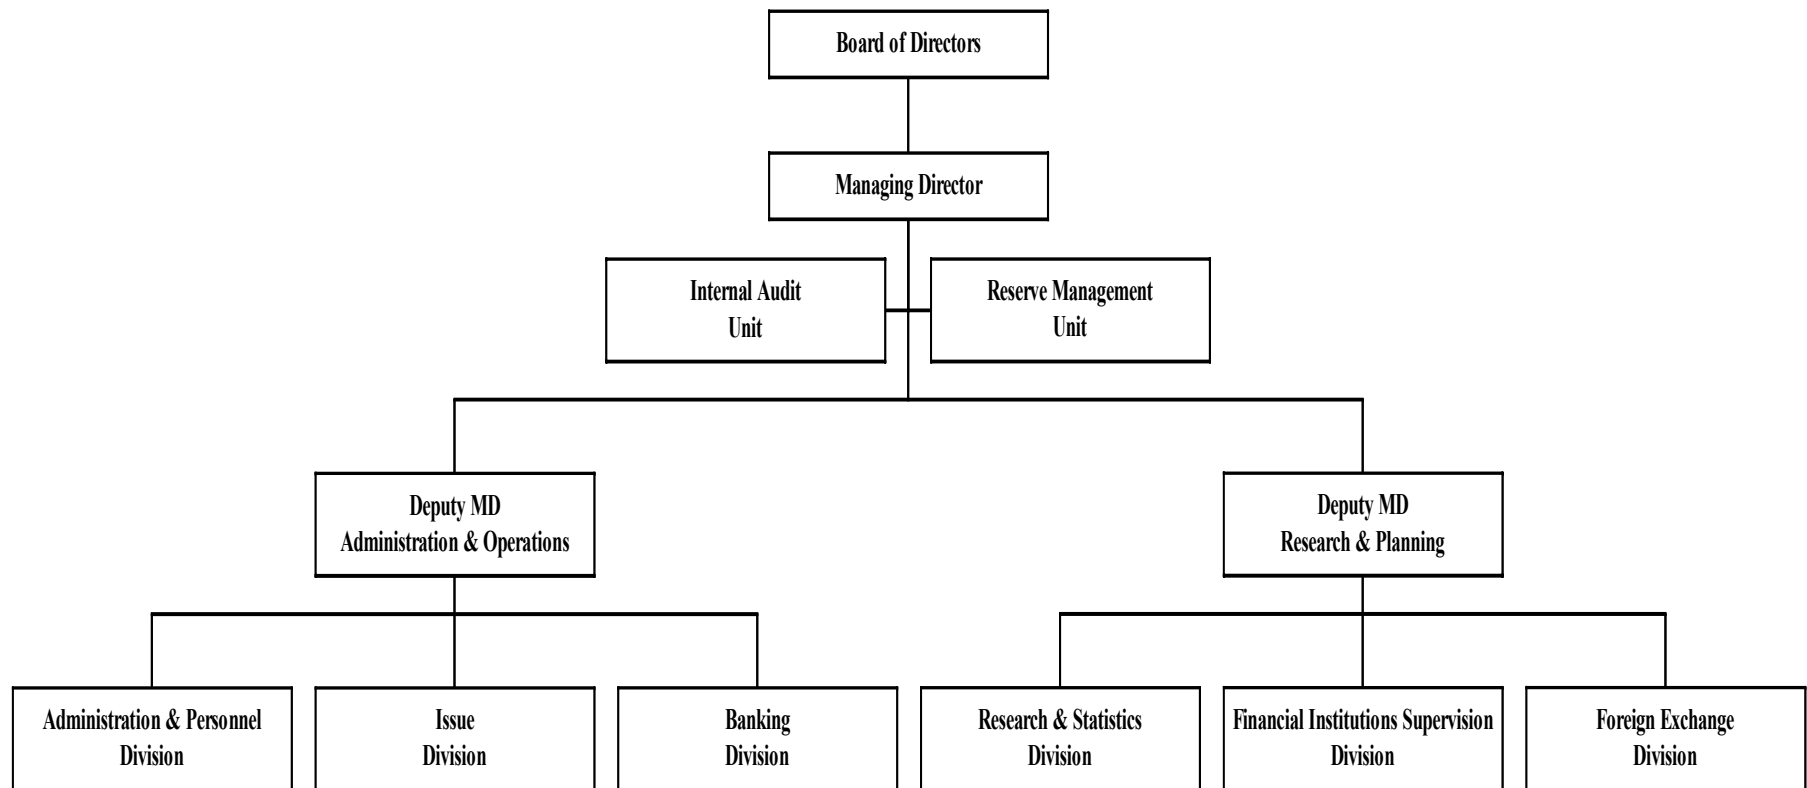 Board of Directors
Managing Director
Internal Audit
Unit
Reserve Management
Unit
Deputy MD
Administration & Operations
Deputy MD
Research & Planning
Administration & Personnel
Division
Issue
Division
Banking
Division
Research & Statistics
Division
Financial Institutions Supervision
Division
Foreign Exchange
Division